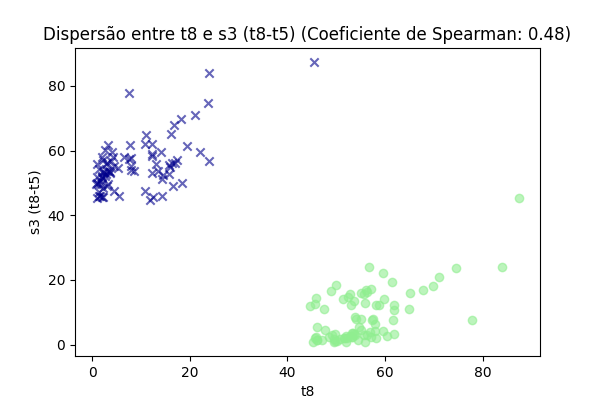 Dispersão entre t8 e s3 (t8-t5) (Coeficiente de Spearman: 0.48)
80
60
40
20
0
s3 (t8-t5)
0 20 40 60 80
t8